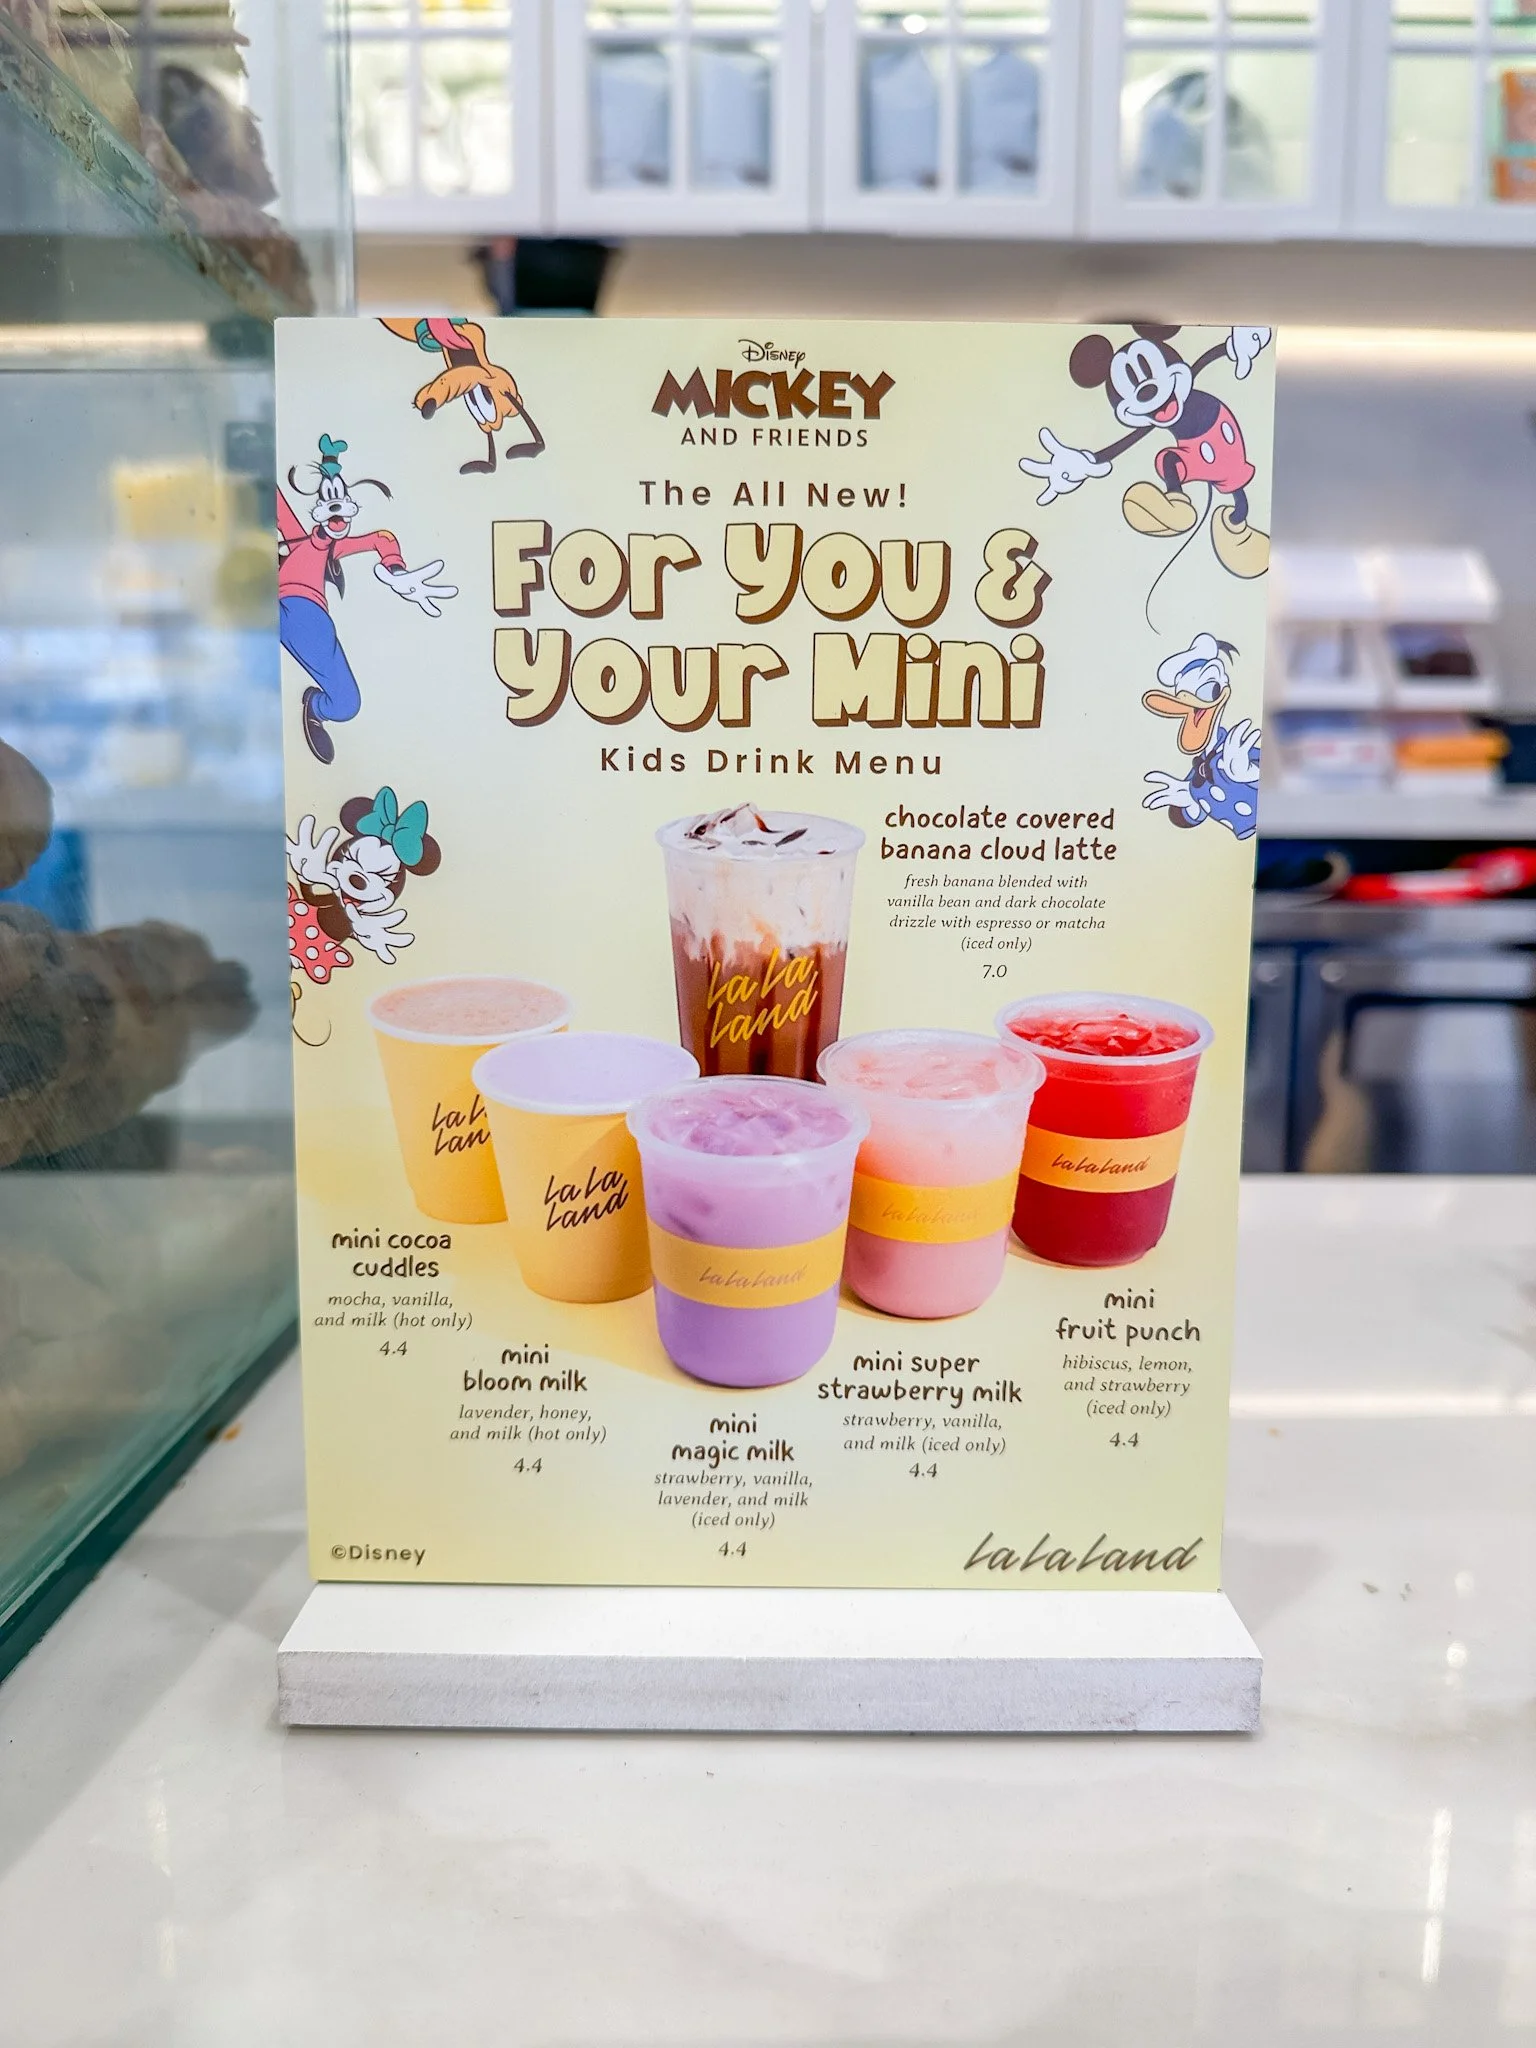 Disney
MICKEY
AND FRIENDS
The All New!
For You &
Your Mini
Kids Drink Menu
chocolate covered
banana cloud latte
fresh banana blended with
vanilla bean and dark chocolate
drizzle with espresso or matcha
(iced only)
7.0
La La
Land
La L
Lan
La La
Land
LaLaLand
LaLaLand
LaLaLand
mini cocoa
cuddles
mocha, vanilla,
and milk (hot only)
4.4
mini
bloom milk
lavender, honey,
and milk (hot only)
4.4
mini
magic milk
strawberry, vanilla,
lavender, and milk
(iced only)
4.4
mini super
strawberry milk
strawberry, vanilla,
and milk (iced only)
4.4
mini
fruit punch
hibiscus, lemon,
and strawberry
(iced only)
4.4
©Disney
LaLaLand